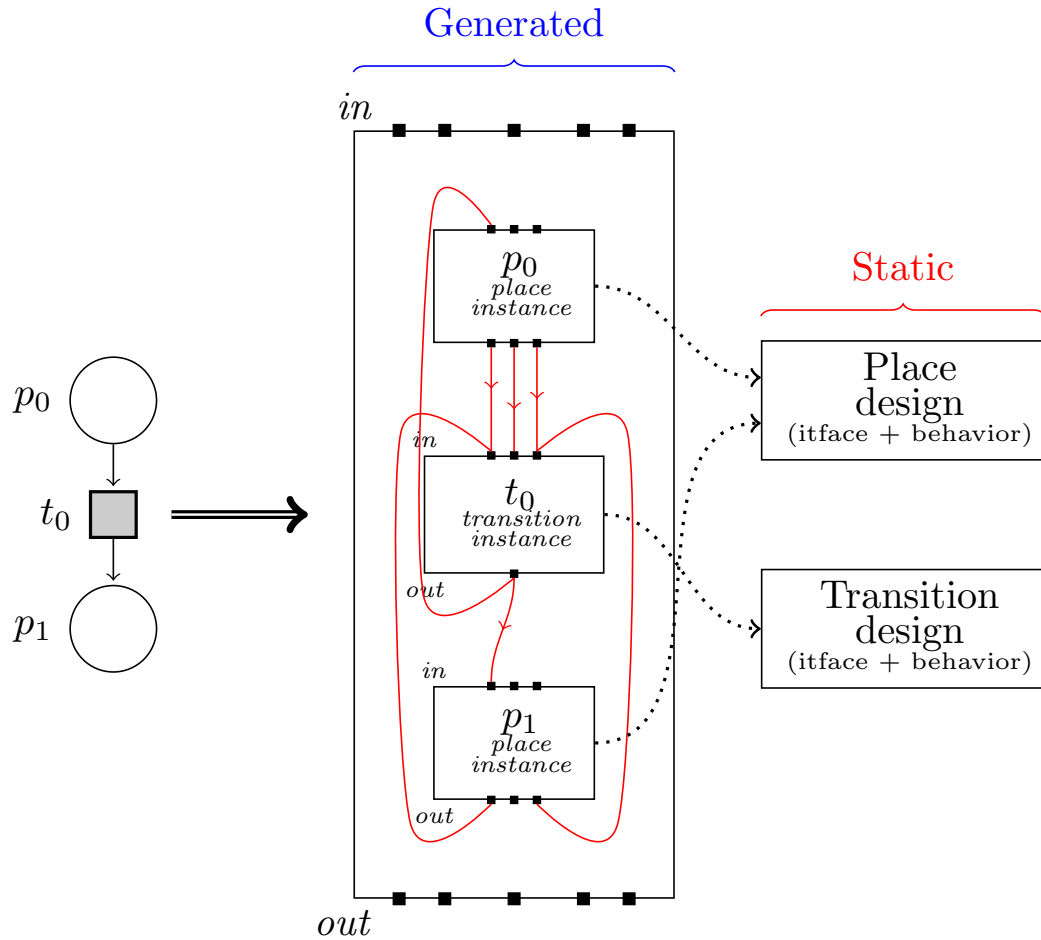 Generated
in
p0
place
instance
in
t0
transition
instance
out
in
p1
place
instance
out
out
p0
t0
p1
Static
Place
design
(itface + behavior)
Transition
design
(itface + behavior)